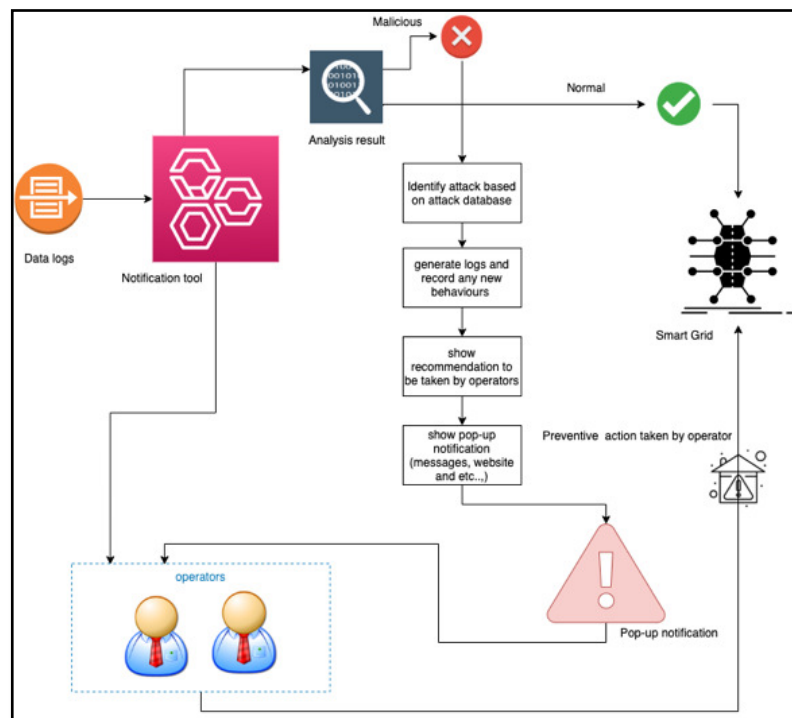 Malicious
Normal
Analysis result
Data logs
Notification tool
Identify attack based
on attack database
generate logs and
record any new
behaviours
show
recommendation to
be taken by operators
show pop-up
notification
(messages, website
and etc..,)
Smart Grid
Preventive action taken by operator
operators
Pop-up notification